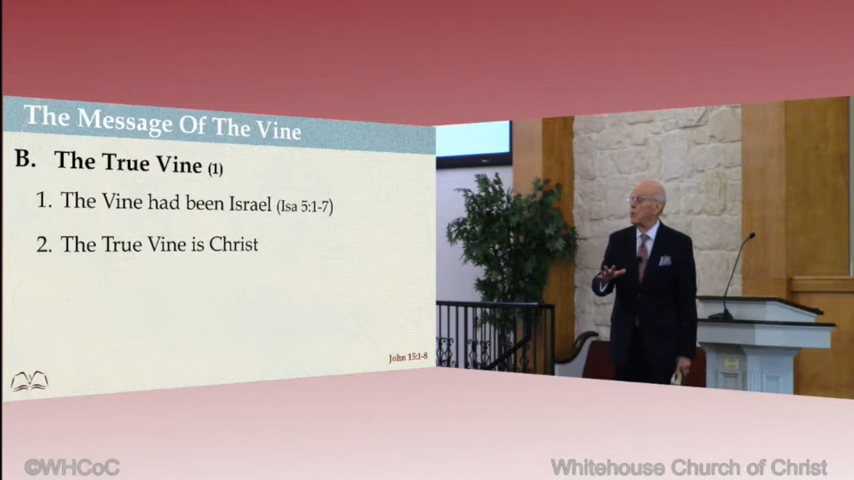 The Message Of The Vine
B. The True Vine (1)
1. The Vine had been Israel (Isa 5:1-7)
2. The True Vine is Christ
John 15:1-8
©WHCoC
Whitehouse Church of Christ